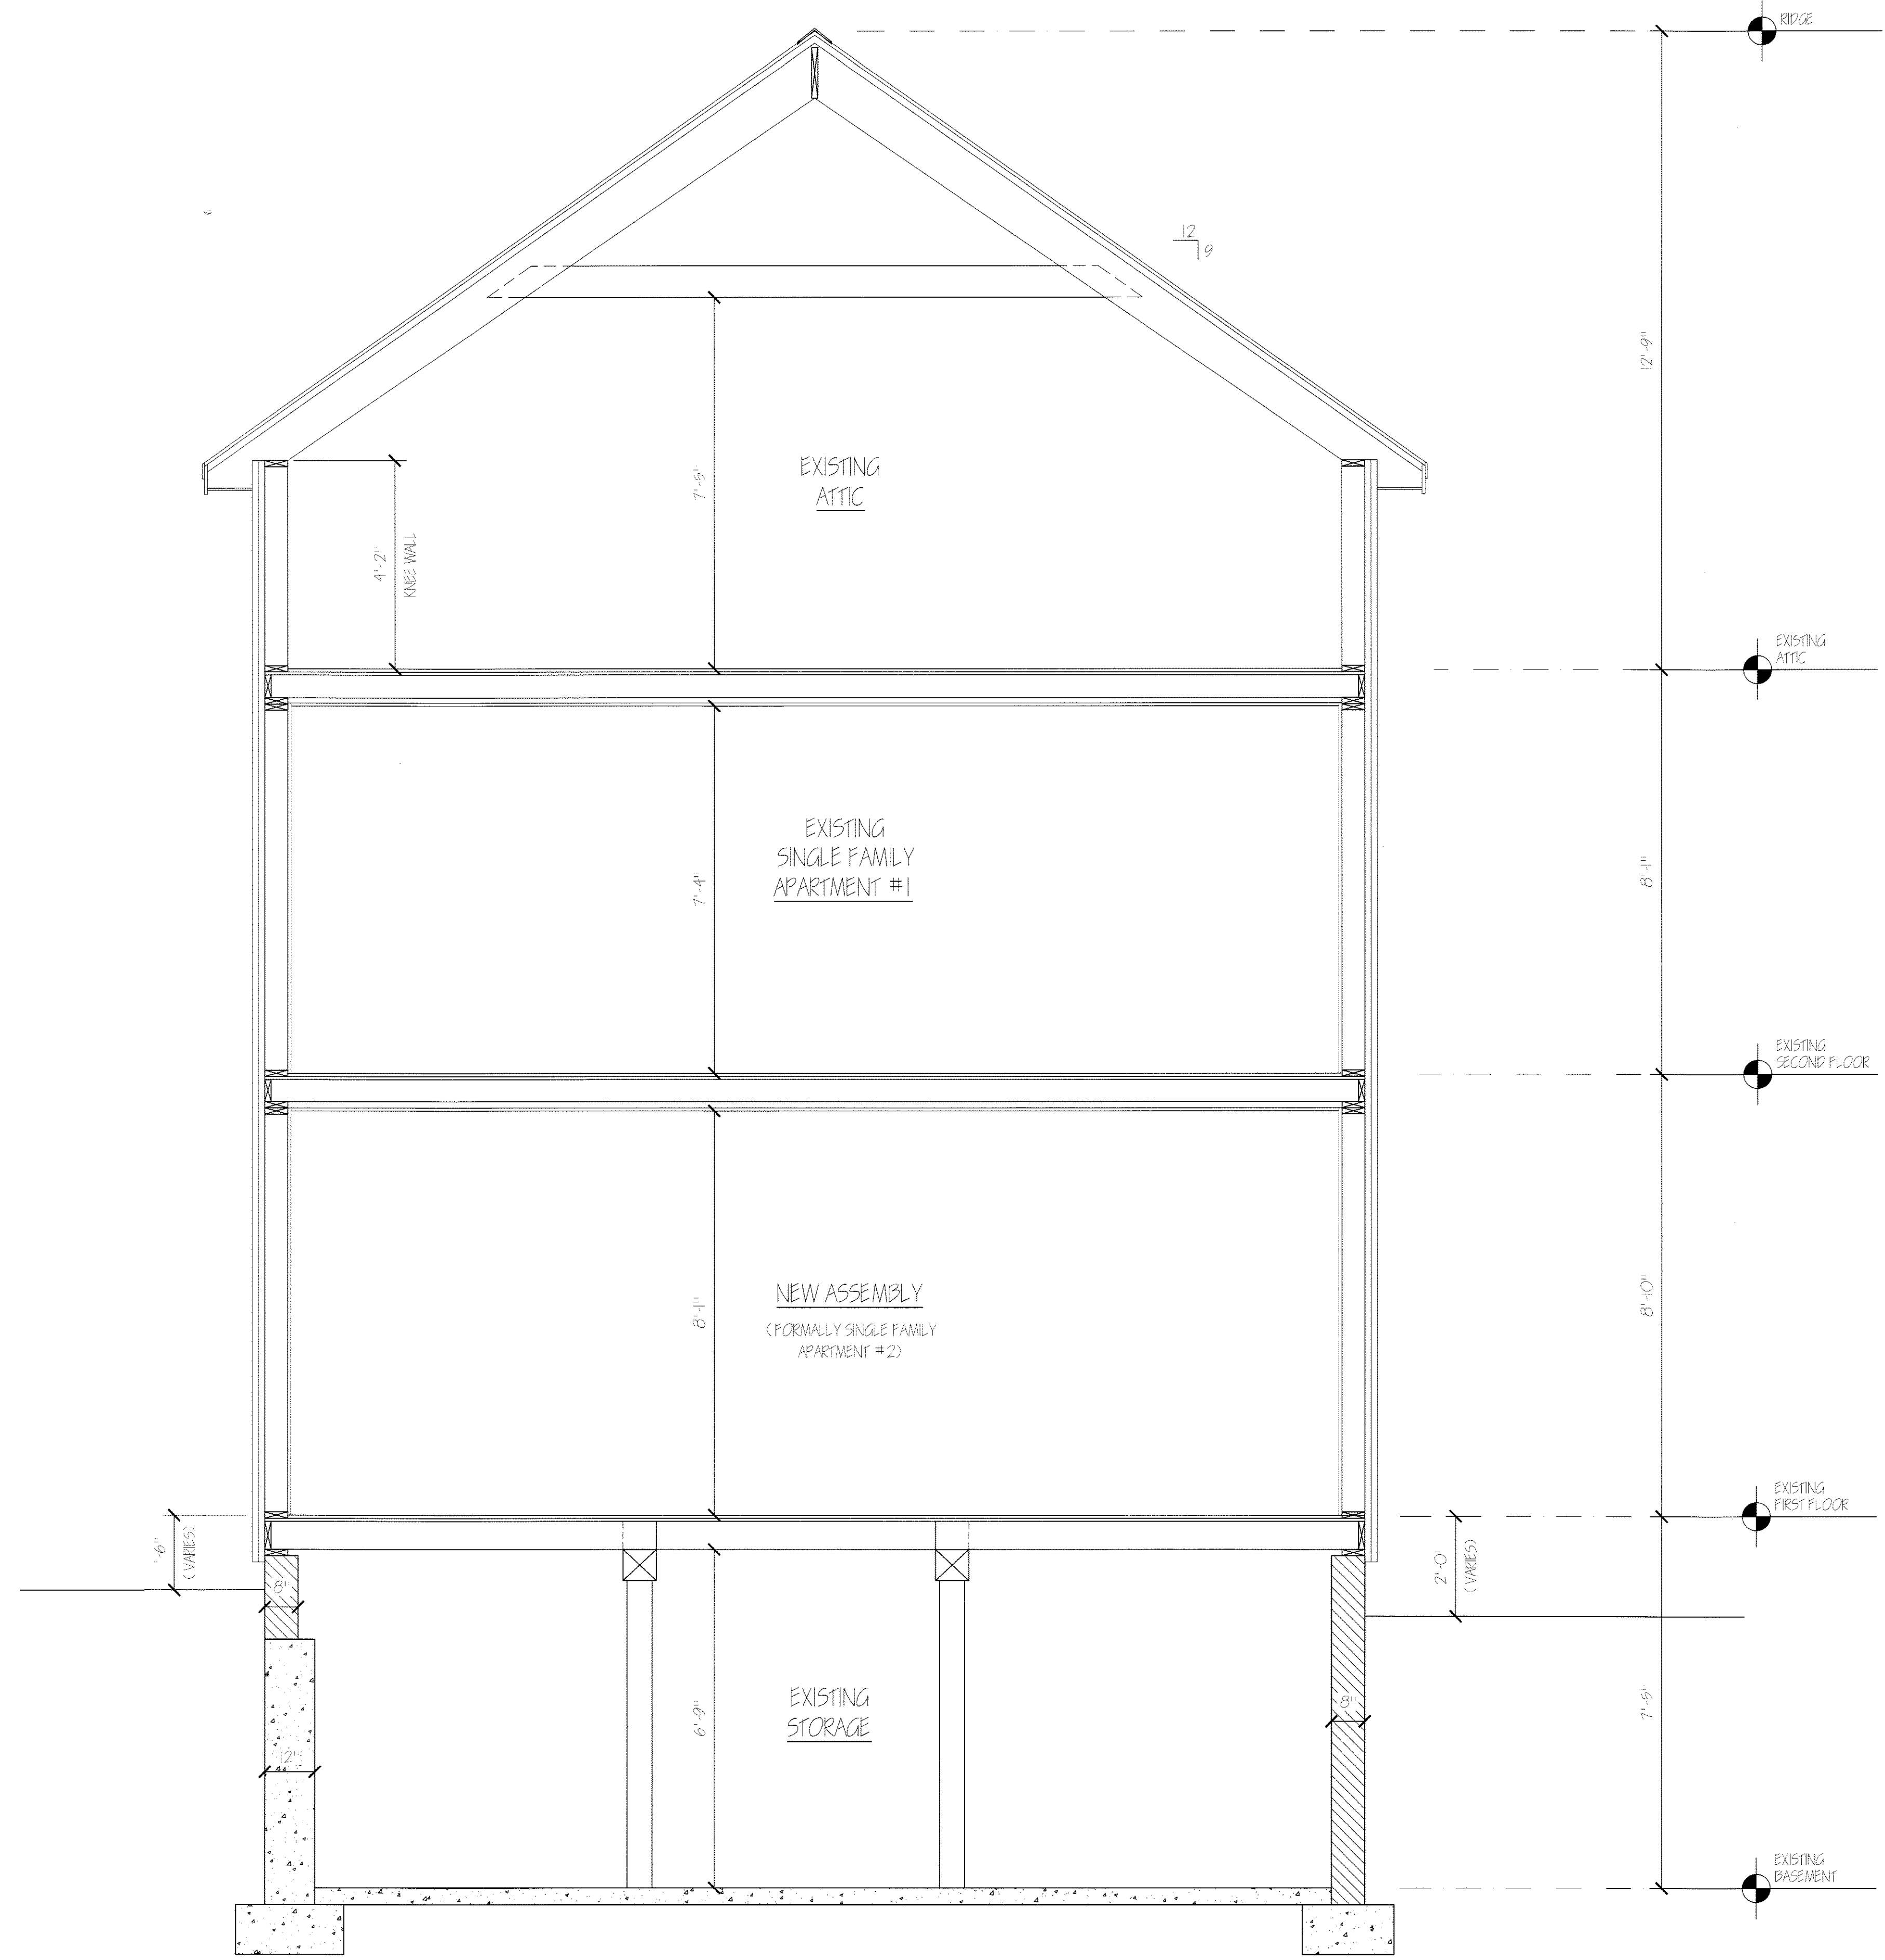 RIDGE
12
9
12'-9"
EXISTING
ATTIC
7'-5"
4'-2"
KNEE WALL
EXISTING
ATTIC
EXISTING
SINGLE FAMILY
APARTMENT #1
7'-4"
8'-1"
EXISTING
SECOND FLOOR
NEW ASSEMBLY
(FORMALLY SINGLE FAMILY
APARTMENT #2)
8'-1"
8'-10"
EXISTING
FIRST FLOOR
(VARIES)
2'-0"
(VARIES)
8"
EXISTING
STORAGE
6'-9"
8"
7'-5"
12"
EXISTING
BASEMENT